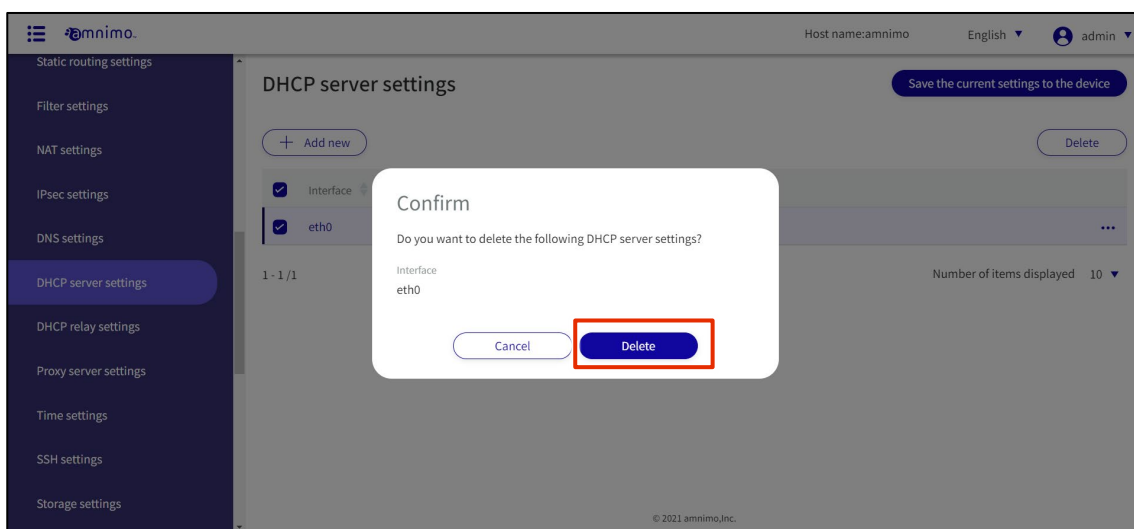 amnimo
Host name:amnimo
English
admin
Static routing settings
Filter settings
NAT settings
IPsec settings
DNS settings
DHCP server settings
DHCP relay settings
Proxy server settings
Time settings
SSH settings
Storage settings
DHCP server settings
Save the current settings to the device
+ Add new
Delete
Interface
eth0
1 - 1 /1
Number of items displayed 10
Confirm
Do you want to delete the following DHCP server settings?
Interface
eth0
Cancel
Delete
© 2021 amnimo,Inc.